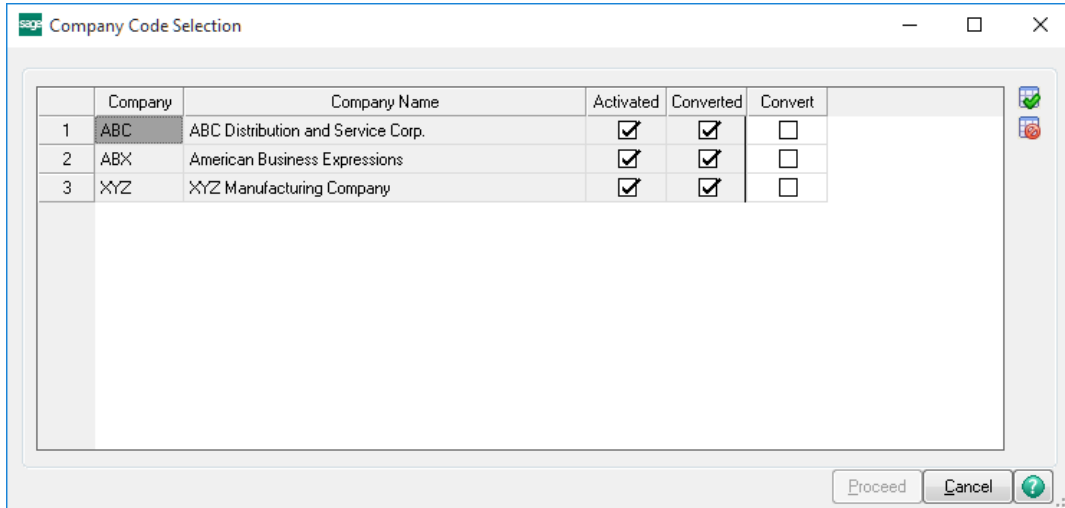 sage Company Code Selection
Company Company Name Activated Converted Convert
1 ABC ABC Distribution and Service Corp.
2 ABX American Business Expressions
3 XYZ XYZ Manufacturing Company
Proceed Cancel ?